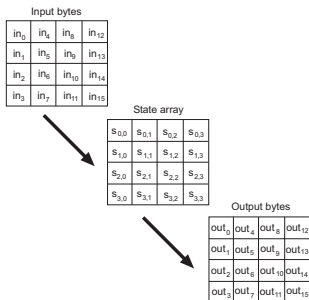 Input bytes
in0 in4 in8 in12
in1 in5 in9 in13
in2 in6 in10 in14
in3 in7 in11 in15
State array
s0,0 s0,1 s0,2 s0,3
s1,0 s1,1 s1,2 s1,3
s2,0 s2,1 s2,2 s2,3
s3,0 s3,1 s3,2 s3,3
Output bytes
out0 out4 out8 out12
out1 out5 out9 out13
out2 out6 out10 out14
out3 out7 out11 out15